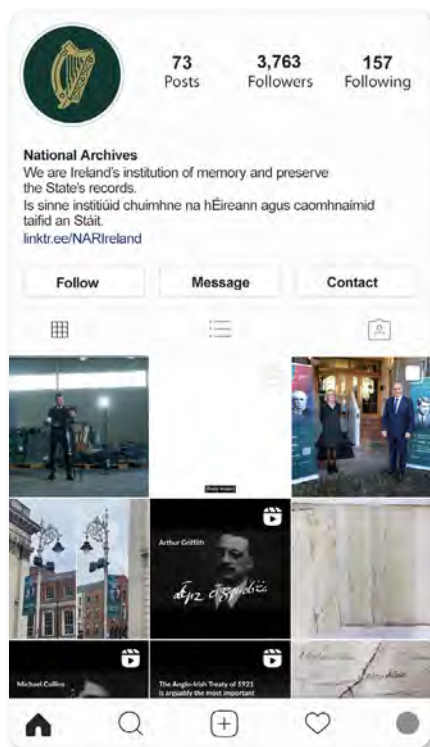 73 3,763 157
Posts Followers Following
National Archives
We are Ireland's institution of memory and preserve
the State's records.
Is sinne institiúid chuimhne na hÉireann agus caomhnaímid
taifid an Stáit.
linktr.ee/NARIreland
Follow Message Contact
Arthur Griffith
Michael Collins
The Anglo-Irish Treaty of 1921
is arguably the most important